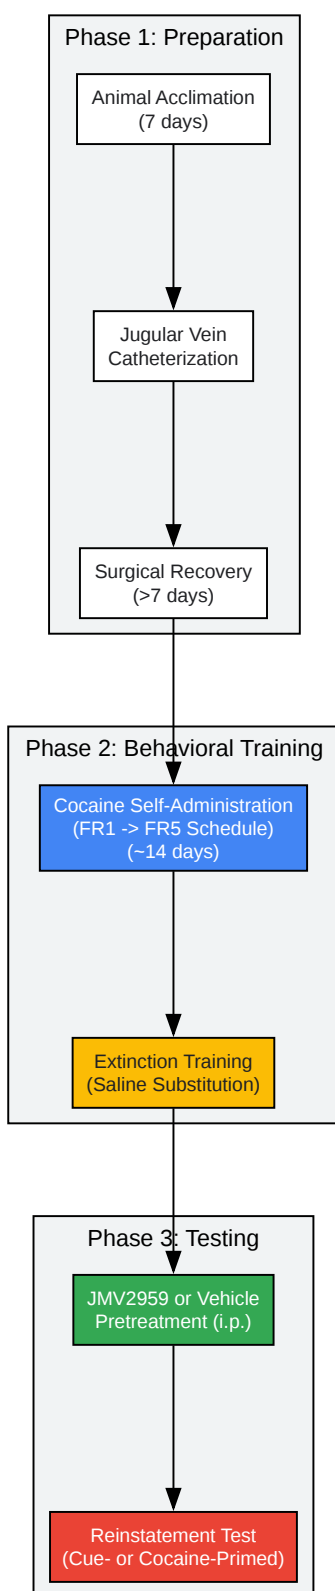 Phase 1: Preparation
Animal Acclimation
(7 days)
Jugular Vein
Catheterization
Surgical Recovery
(>7 days)
Phase 2: Behavioral Training
Cocaine Self-Administration
(FR1 -> FR5 Schedule)
(~14 days)
Extinction Training
(Saline Substitution)
Phase 3: Testing
JMV2959 or Vehicle
Pretreatment (i.p.)
Reinstatement Test
(Cue- or Cocaine-Primed)